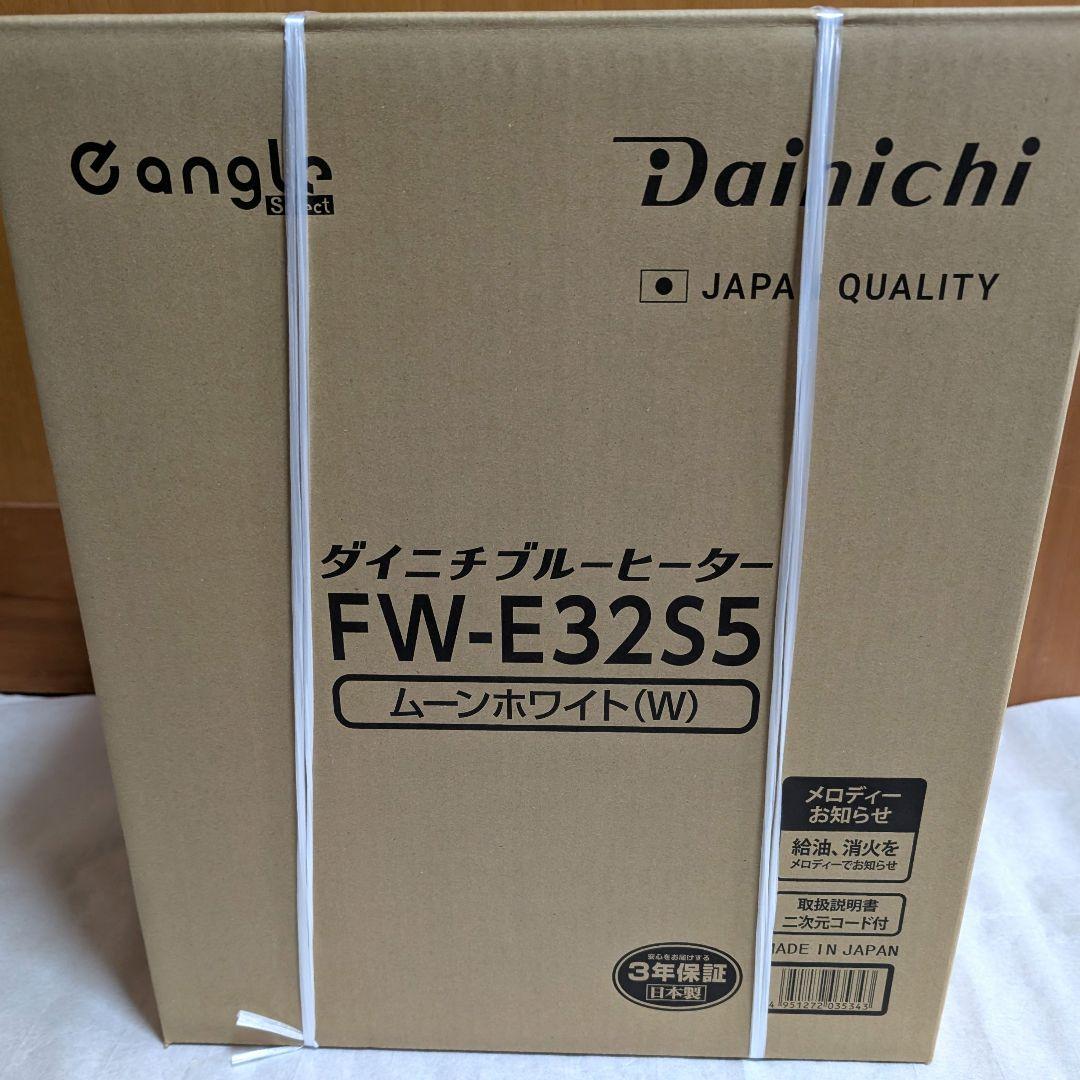 e angle
Select
Dainichi
JAPAN QUALITY
ダイニチブルーヒーター
FW-E32S5
ムーンホワイト(W)
メロディー
お知らせ
給油、消火を
メロディーでお知らせ
取扱説明書
二次元コード付
MADE IN JAPAN
安心をお届けする
3年保証
日本製
4 951272 035343